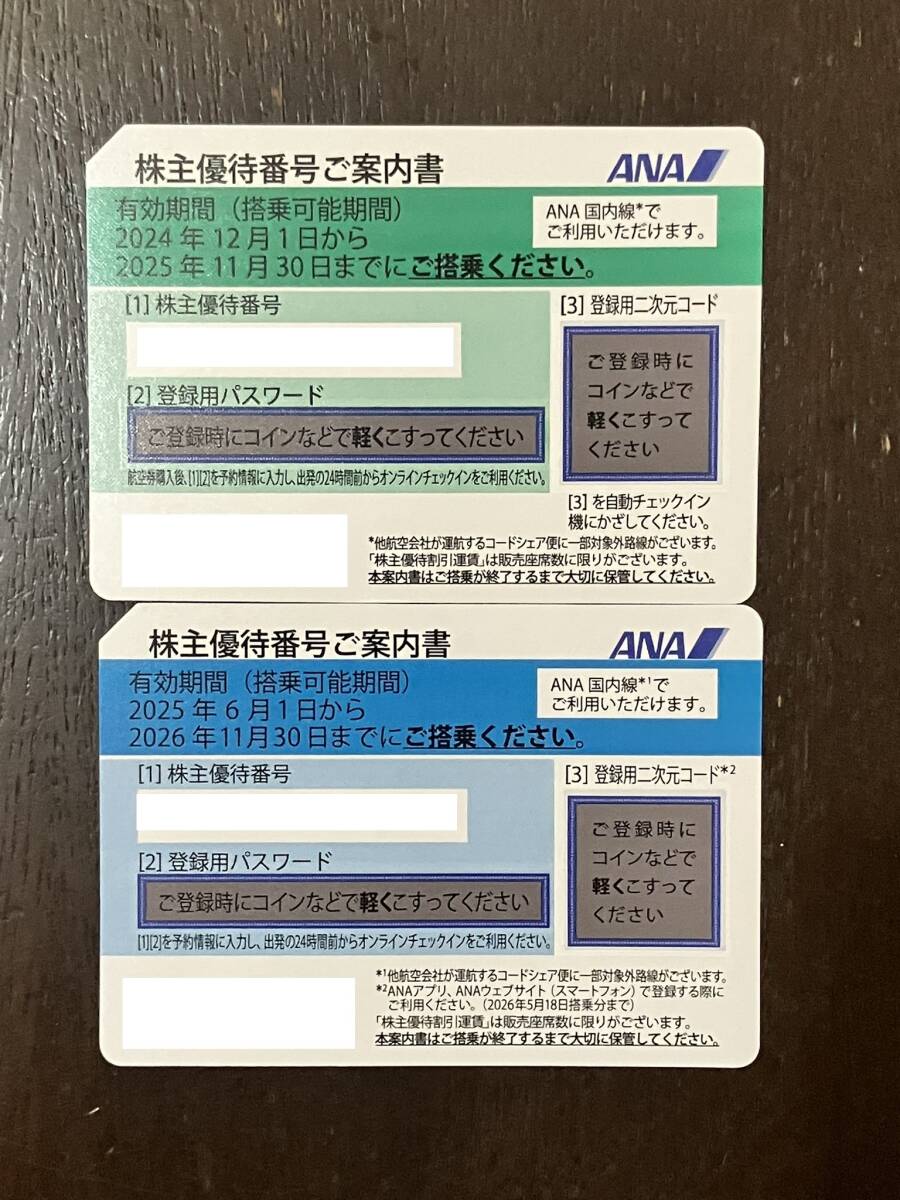 株主優待番号ご案内書
ANA
有効期間（搭乗可能期間）
2024年12月1日から
2025年11月30日までにご搭乗ください。
ANA国内線*で
ご利用いただけます。
[1] 株主優待番号
[2] 登録用パスワード
ご登録時にコインなどで軽くこすってください
航空券購入後、[1][2]を予約情報に入力し、出発の24時間前からオンラインチェックインをご利用ください。
[3] 登録用二次元コード
ご登録時に
コインなどで
軽くこすって
ください
[3] を自動チェックイン
機にかざしてください。
*他航空会社が運航するコードシェア便に一部対象外路線がございます。
「株主優待割引運賃」は販売座席数に限りがございます。
本案内書はご搭乗が終了するまで大切に保管してください。
株主優待番号ご案内書
ANA
有効期間（搭乗可能期間）
2025年6月1日から
2026年11月30日までにご搭乗ください。
ANA国内線*1で
ご利用いただけます。
[1] 株主優待番号
[2] 登録用パスワード
ご登録時にコインなどで軽くこすってください
[1][2]を予約情報に入力し、出発の24時間前からオンラインチェックインをご利用ください。
[3] 登録用二次元コード*2
ご登録時に
コインなどで
軽くこすって
ください
*1他航空会社が運航するコードシェア便に一部対象外路線がございます。
*2ANAアプリ、ANAウェブサイト（スマートフォン）で登録する際に
ご利用ください。（2026年5月18日搭乗分まで）
「株主優待割引運賃」は販売座席数に限りがございます。
本案内書はご搭乗が終了するまで大切に保管してください。